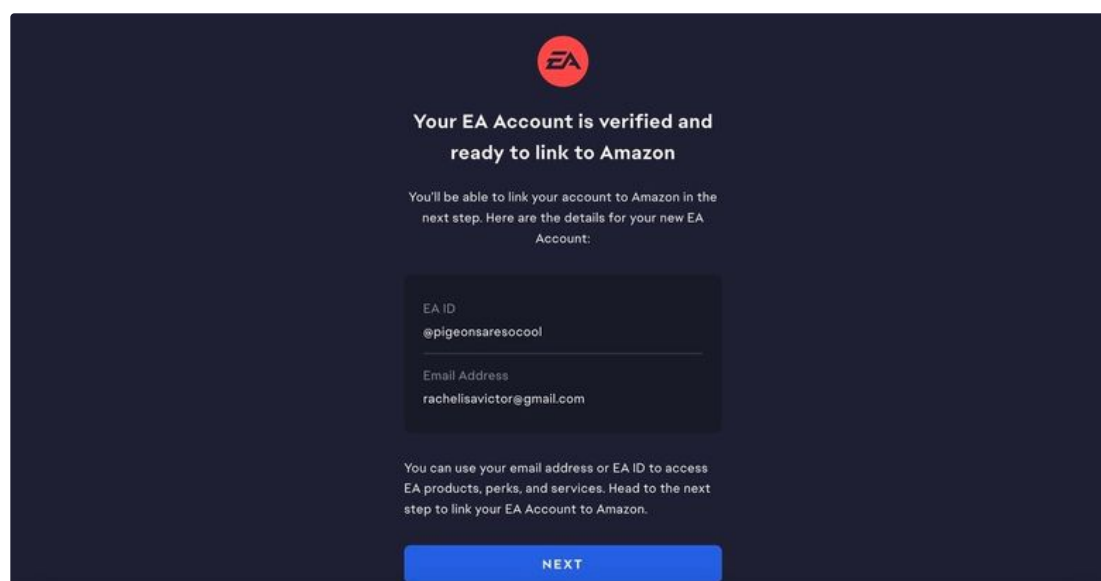 EA
Your EA Account is verified and
ready to link to Amazon
You'll be able to link your account to Amazon in the
next step. Here are the details for your new EA
Account:
EA ID
@pigeonsaresocool
Email Address
rachelisavictor@gmail.com
You can use your email address or EA ID to access
EA products, perks, and services. Head to the next
step to link your EA Account to Amazon.
NEXT